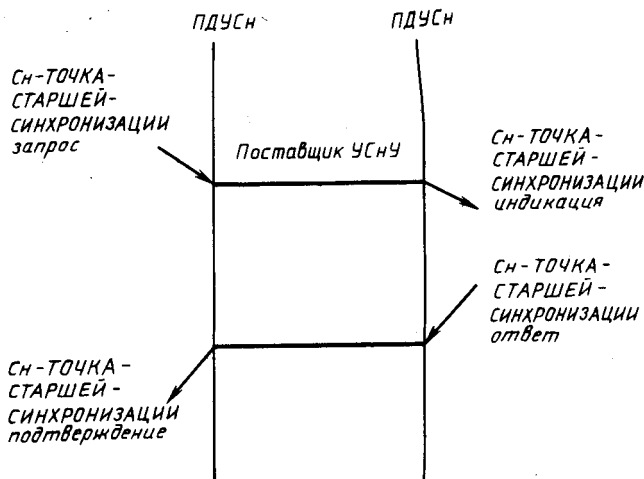 ПДУСн
ПДУСн
Сн-ТОЧКА-
СТАРШЕЙ-
СИНХРОНИЗАЦИИ
запрос
Поставщик УСнУ
Сн-ТОЧКА-
СТАРШЕЙ-
СИНХРОНИЗАЦИИ
индикация
Сн-ТОЧКА-
СТАРШЕЙ-
СИНХРОНИЗАЦИИ
ответ
Сн-ТОЧКА-
СТАРШЕЙ-
СИНХРОНИЗАЦИИ
подтверждение